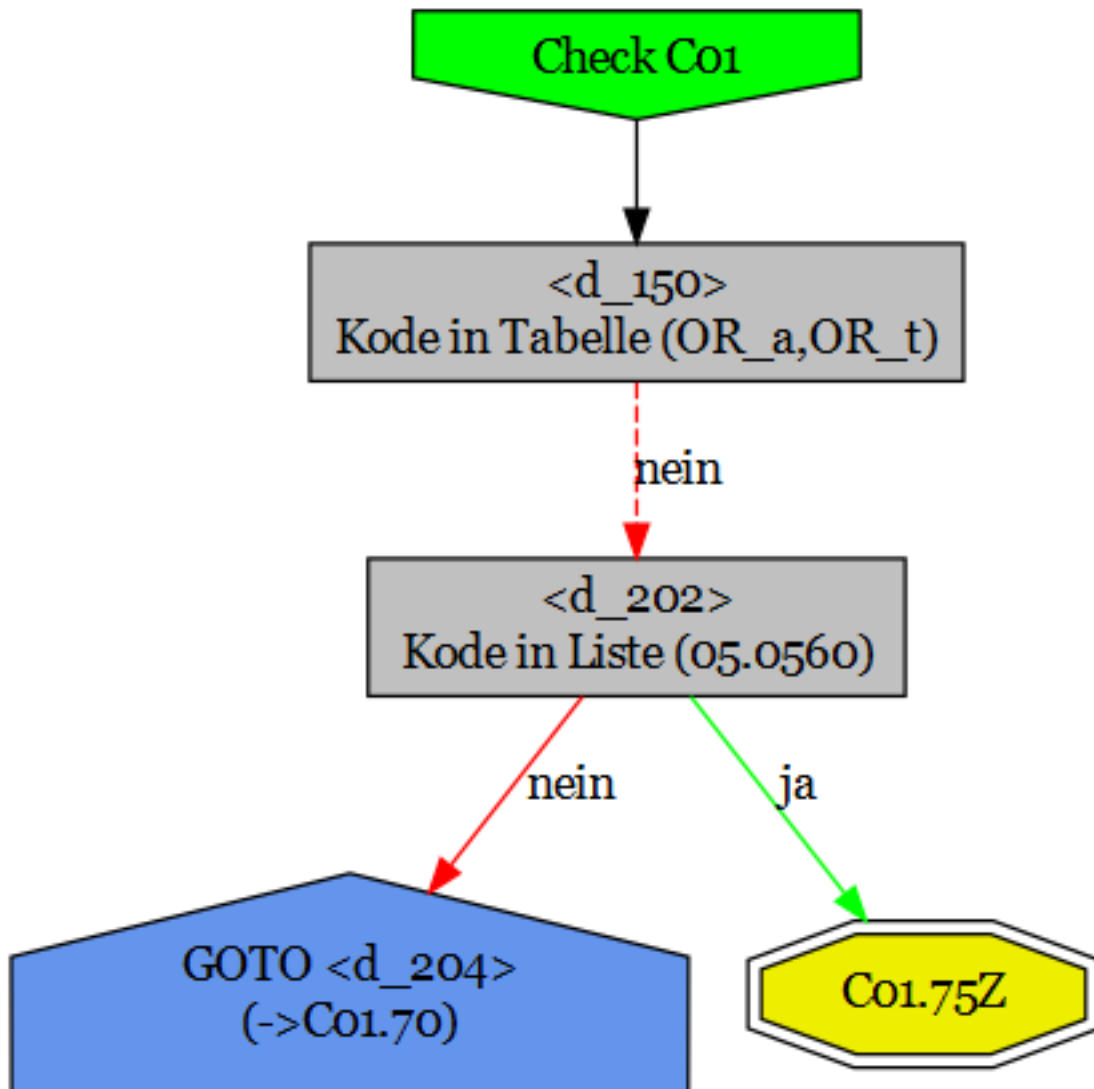 Check C01
<d_150>
Kode in Tabelle (OR_a,OR_t)
nein
<d_202>
Kode in Liste (05.0560)
nein
ja
GOTO <d_204>
(->C01.70)
C01.75Z